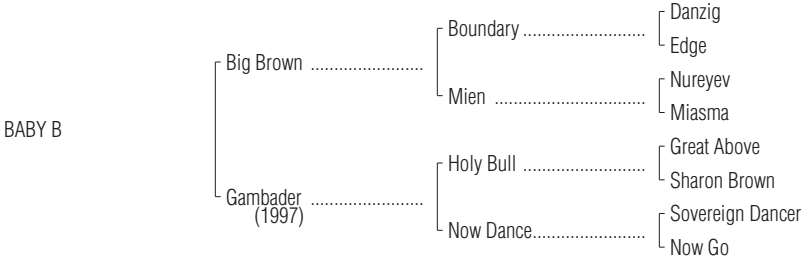 Danzig
Boundary ..........................
Edge
Big Brown ........................
Nureyev
Mien ................................
Miasma
BABY B
Great Above
Holy Bull ..........................
Sharon Brown
Gambader ........................
(1997)
Sovereign Dancer
Now Dance........................
Now Go